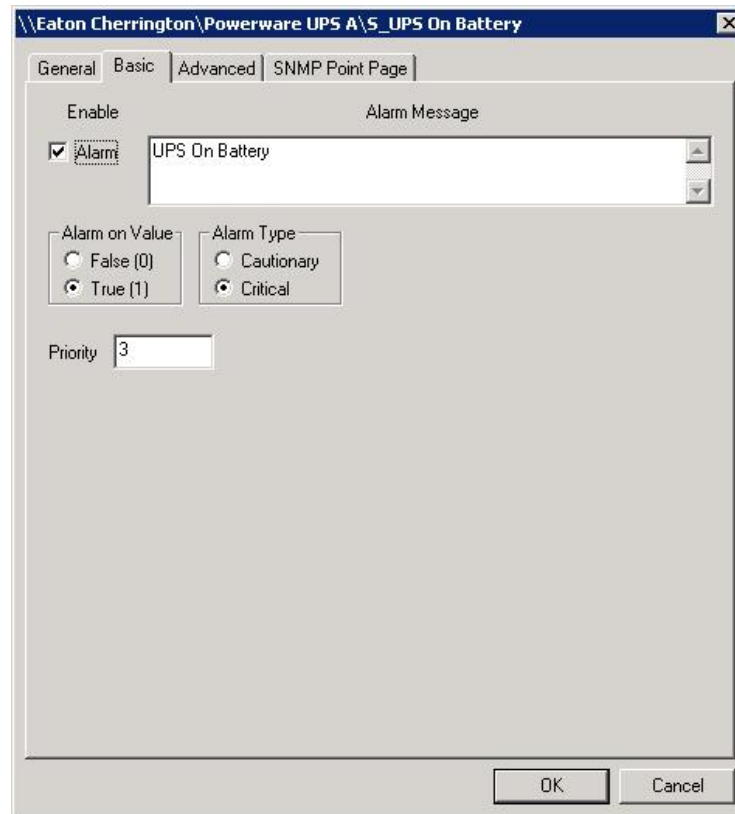 \\Eaton Cherrington\Powerware UPS A\S_UPS On Battery
General Basic Advanced SNMP Point Page
Enable Alarm Message
Alarm UPS On Battery
Alarm on Value Alarm Type
False (0) Cautionary
True (1) Critical
Priority 3
OK Cancel